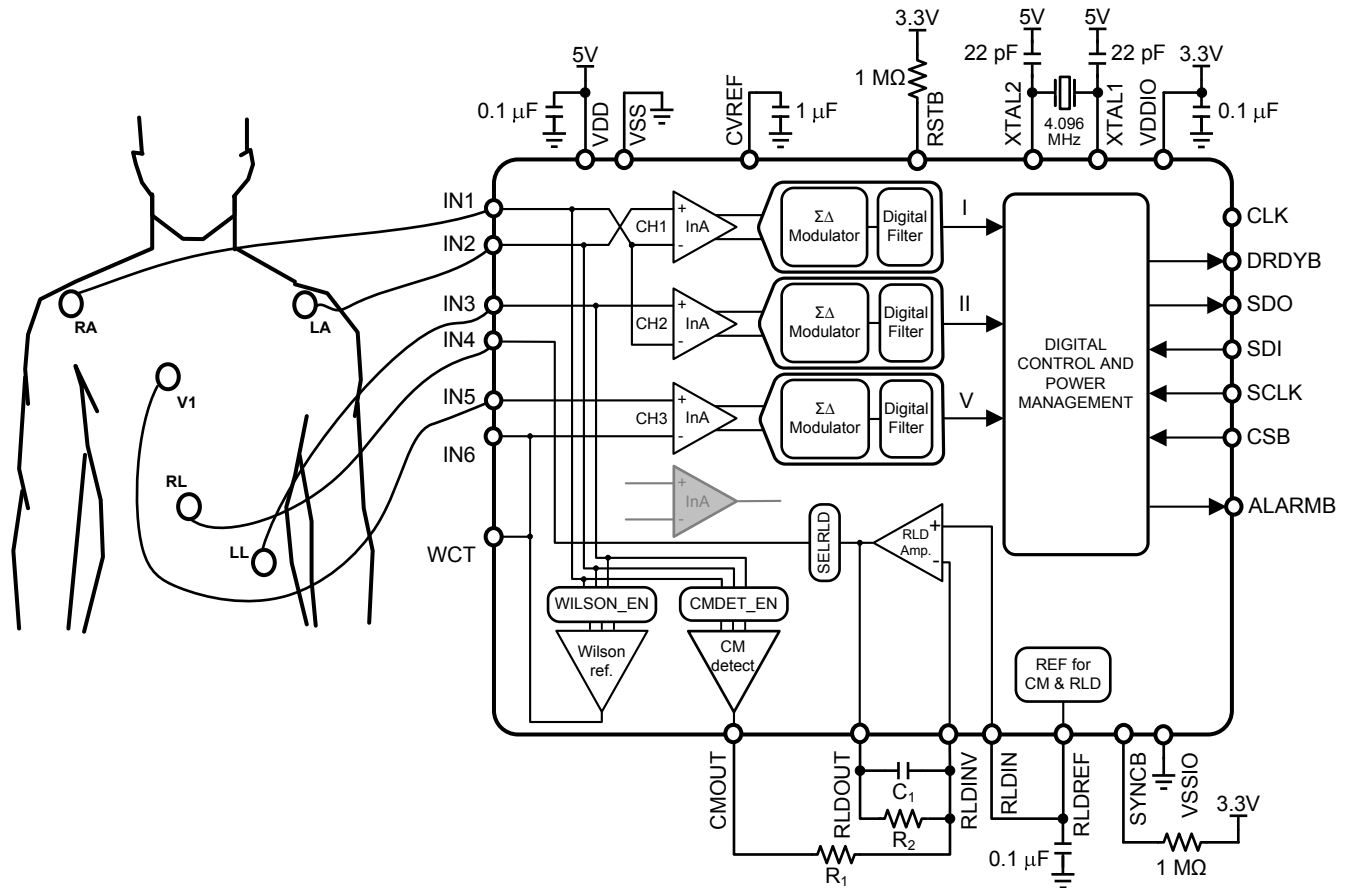 3.3V
5V
5V
22 pF
22 pF
3.3V
5V
1 MΩ
0.1 µF
VDD
VSS
CVREF
1 µF
RSTB
XTAL2
4.096
MHz
XTAL1
VDDIO
0.1 µF
IN1
IN2
IN3
IN4
IN5
IN6
WCT
RA
LA
V1
RL
LL
CH1
+
-
InA
ΣΔ
Modulator
Digital
Filter
I
CH2
+
-
InA
ΣΔ
Modulator
Digital
Filter
II
CH3
+
-
InA
ΣΔ
Modulator
Digital
Filter
V
+
-
InA
DIGITAL
CONTROL AND
POWER
MANAGEMENT
CLK
DRDYB
SDO
SDI
SCLK
CSB
ALARMB
SELRLD
RLD
Amp.
+
-
WILSON_EN
CMDET_EN
Wilson
ref.
CM
detect
REF for
CM & RLD
CMOUT
RLDOUT
C1
R2
R1
RLDINV
RLDIN
RLDREF
0.1 µF
SYNCB
VSSIO
3.3V
1 MΩ